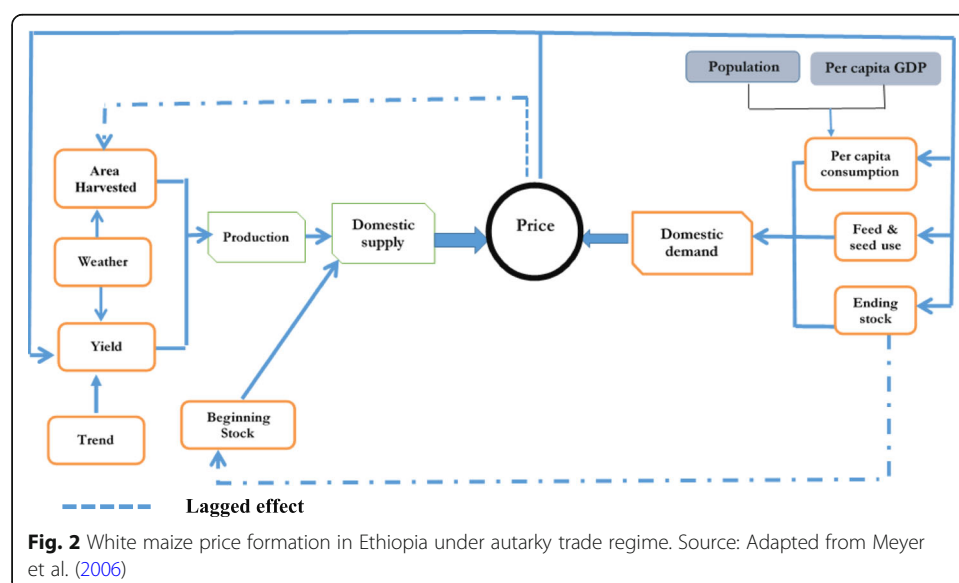 Population
Per capita GDP
Area
Harvested
Per capita
consumption
Price
Production
Domestic
supply
Domestic
demand
Feed &
seed use
Weather
Ending
stock
Yield
Beginning
Stock
Trend
Lagged effect
Fig. 2 White maize price formation in Ethiopia under autarky trade regime. Source: Adapted from Meyer
et al. (2006)